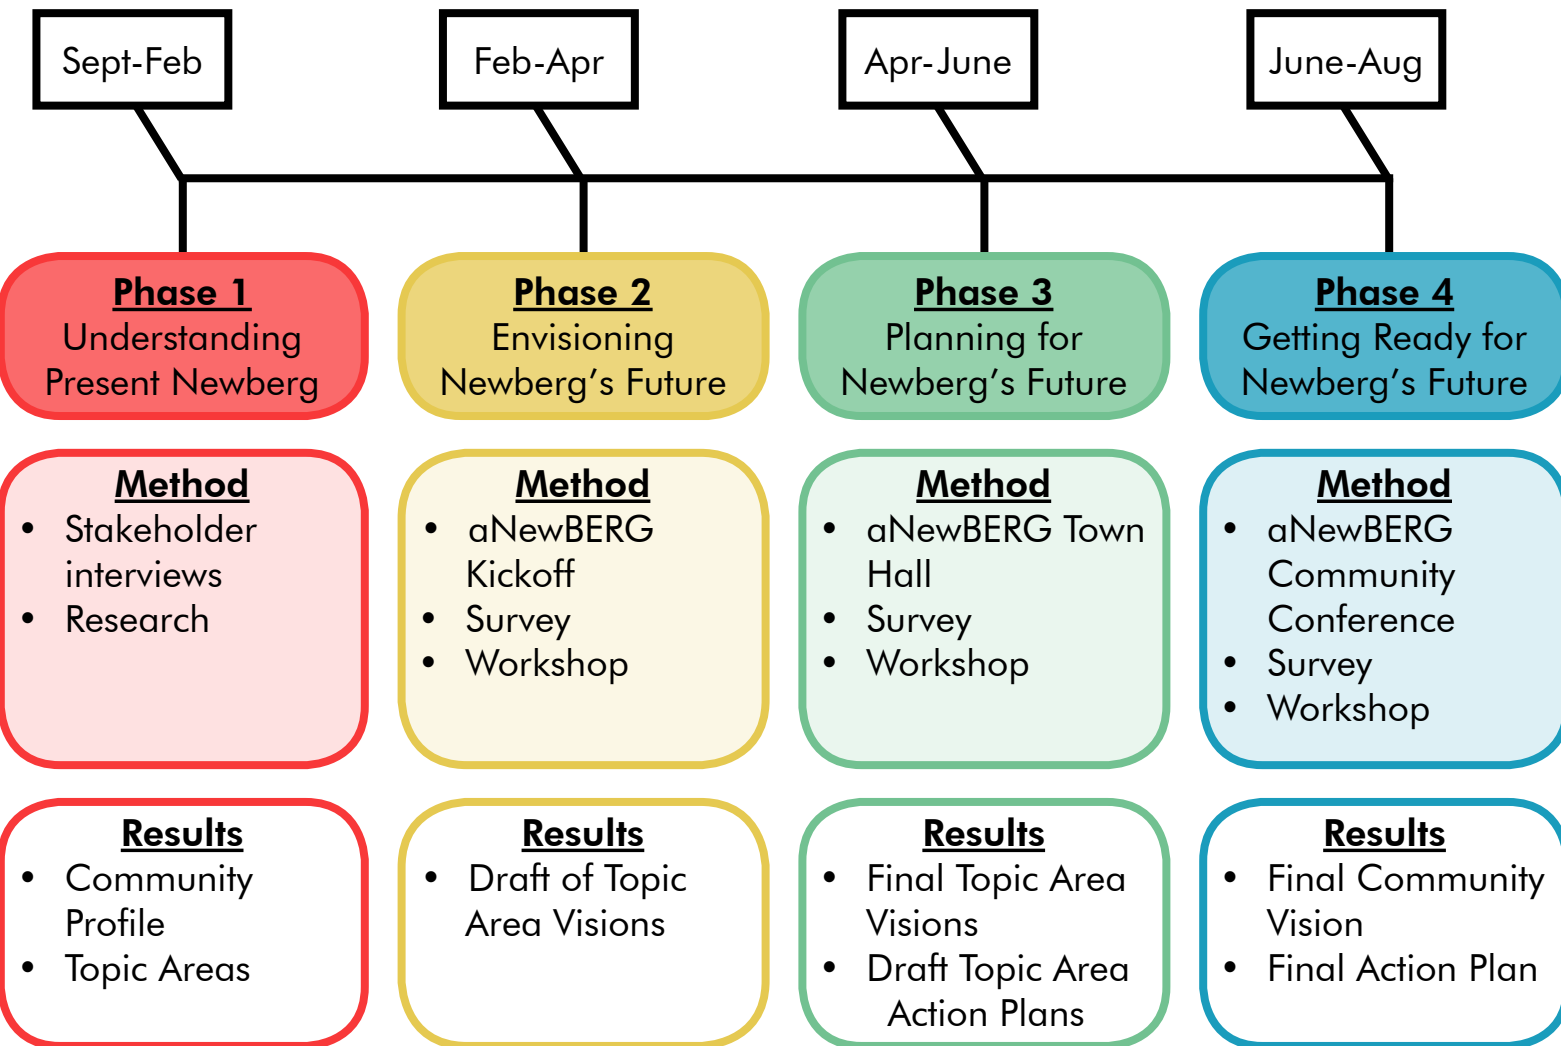 Sept-Feb
Feb-Apr
Apr-June
June-Aug
Phase 1
Understanding
Present Newberg
Phase 2
Envisioning
Newberg's Future
Phase 3
Planning for
Newberg's Future
Phase 4
Getting Ready for
Newberg's Future
Method
• Stakeholder
interviews
• Research
Method
• aNewBERG
Kickoff
• Survey
• Workshop
Method
• aNewBERG Town
Hall
• Survey
• Workshop
Method
• aNewBERG
Community
Conference
• Survey
• Workshop
Results
• Community
Profile
• Topic Areas
Results
• Draft of Topic
Area Visions
Results
• Final Topic Area
Visions
• Draft Topic Area
Action Plans
Results
• Final Community
Vision
• Final Action Plan